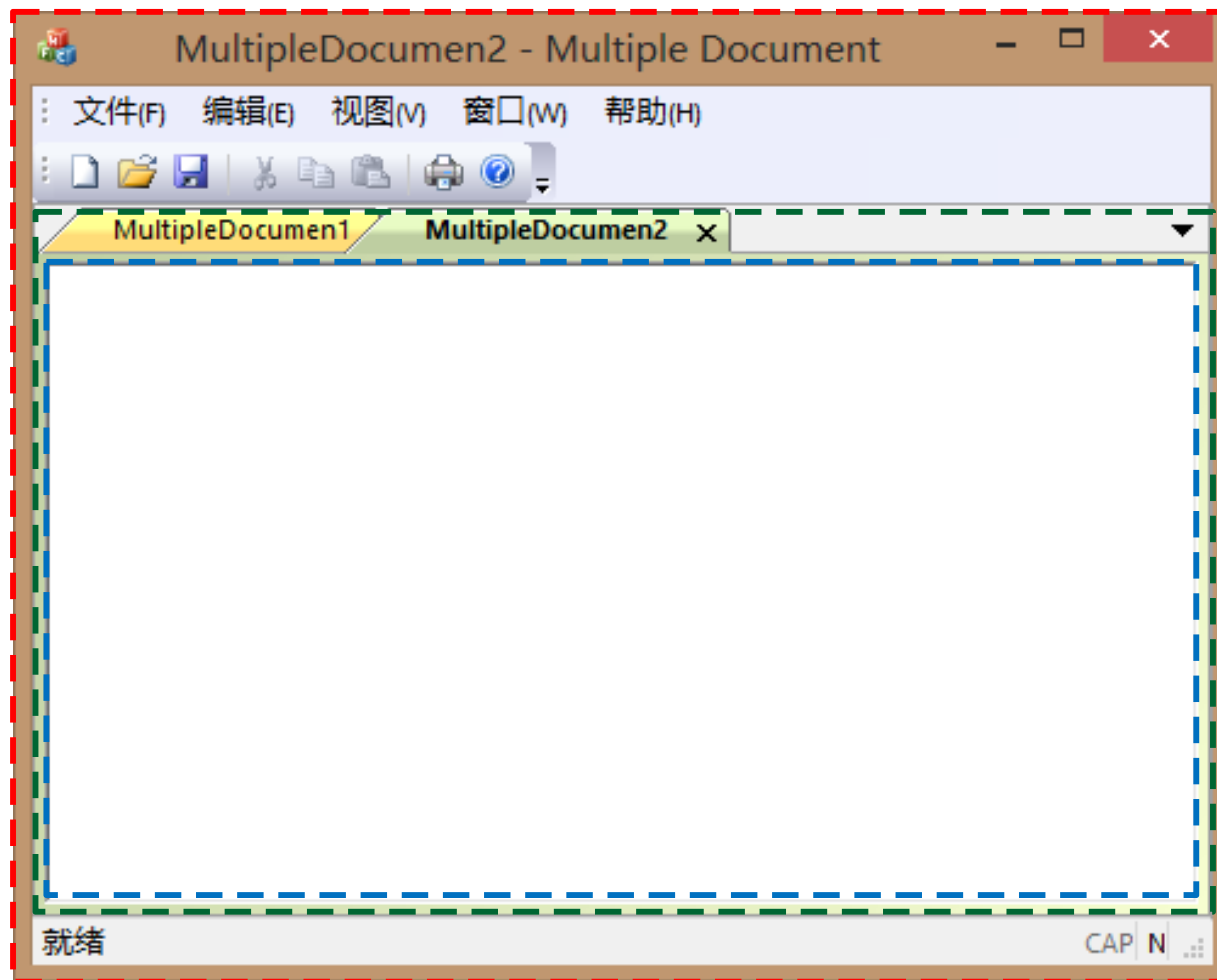 MultipleDocumen2 - Multiple Document
文件(F) 编辑(E) 视图(V) 窗口(W) 帮助(H)
MultipleDocumen1 MultipleDocumen2
就绪 CAP N